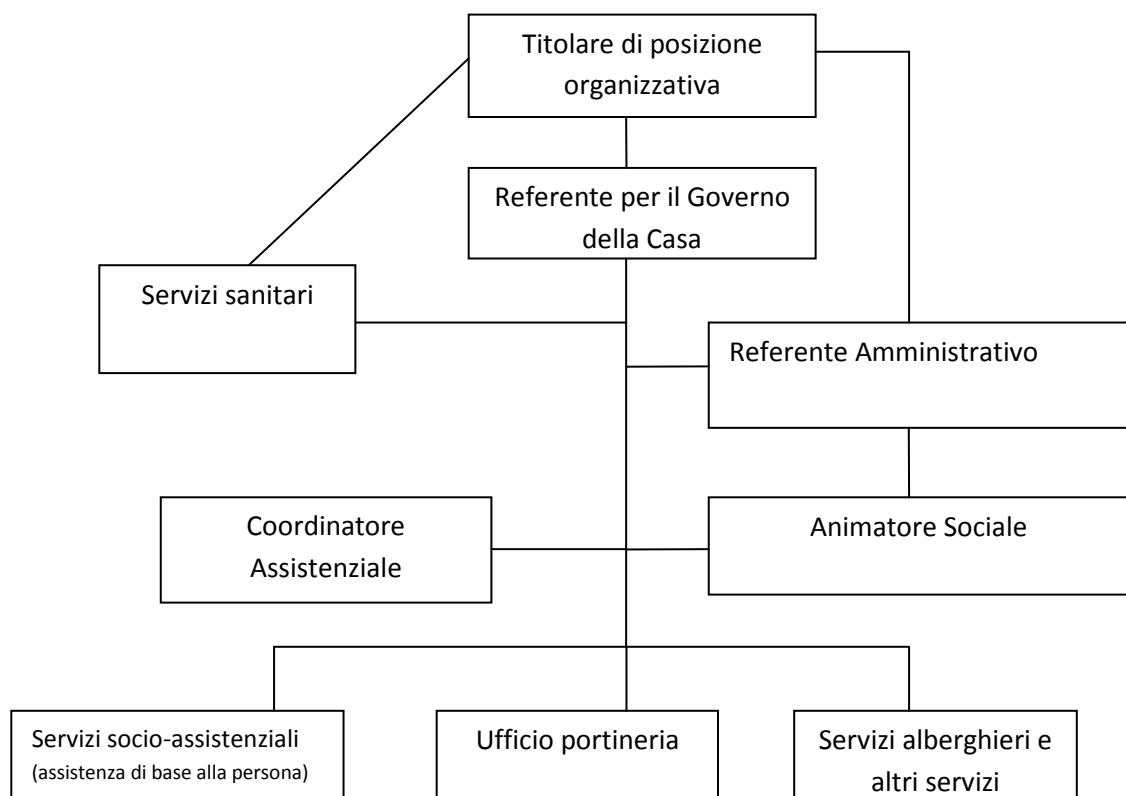 Titolare di posizione
organizzativa
Referente per il Governo
della Casa
Servizi sanitari
Referente Amministrativo
Coordinatore
Assistenziale
Animatore Sociale
Servizi socio-assistenziali
(assistenza di base alla persona)
Ufficio portineria
Servizi alberghieri e
altri servizi